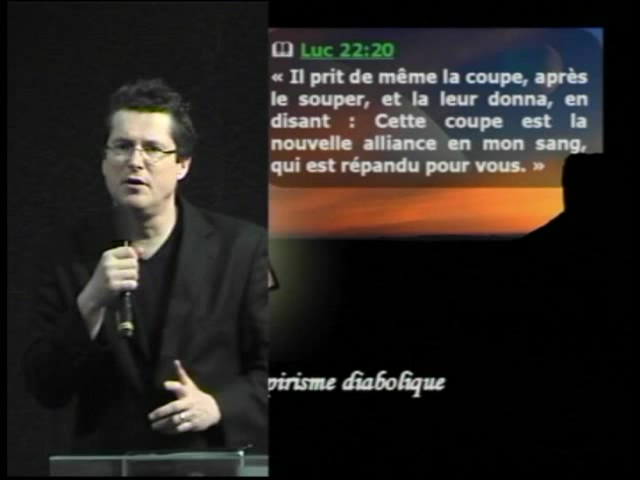 Luc 22:20
« Il prit de même la coupe, après
le souper, et la leur donna, en
disant : Cette coupe est la
nouvelle alliance en mon sang,
qui est répandu pour vous. »
pirisme diabolique